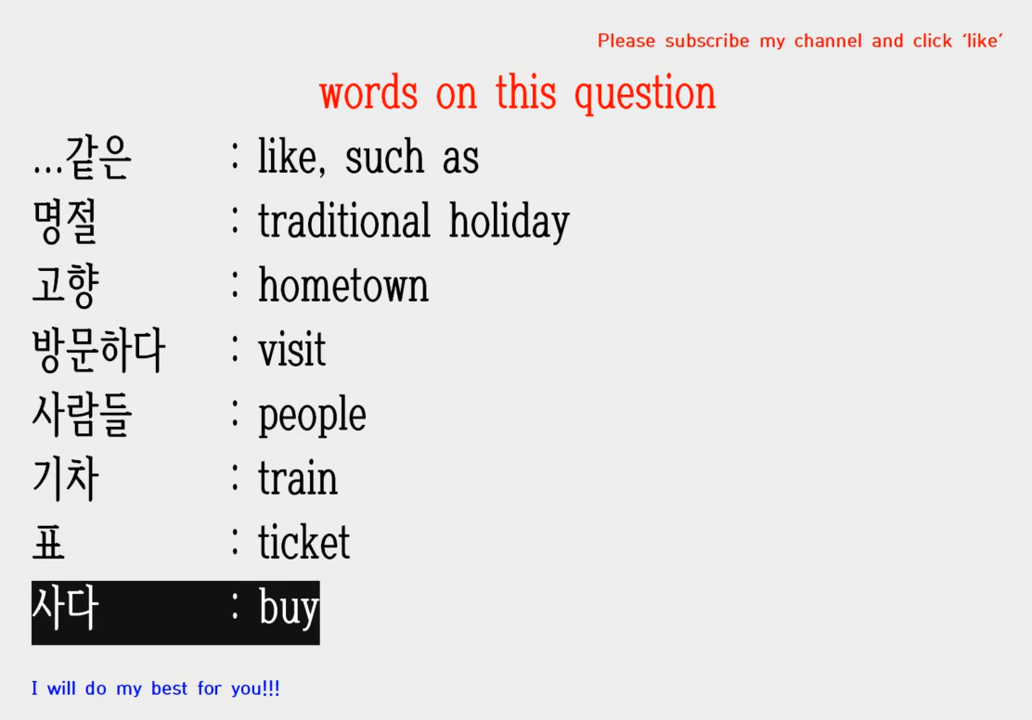 Please subscribe my channel and click ‘like’
words on this question
...같은 : like, such as
명절 : traditional holiday
고향 : hometown
방문하다 : visit
사람들 : people
기차 : train
표 : ticket
사다 : buy
I will do my best for you!!!